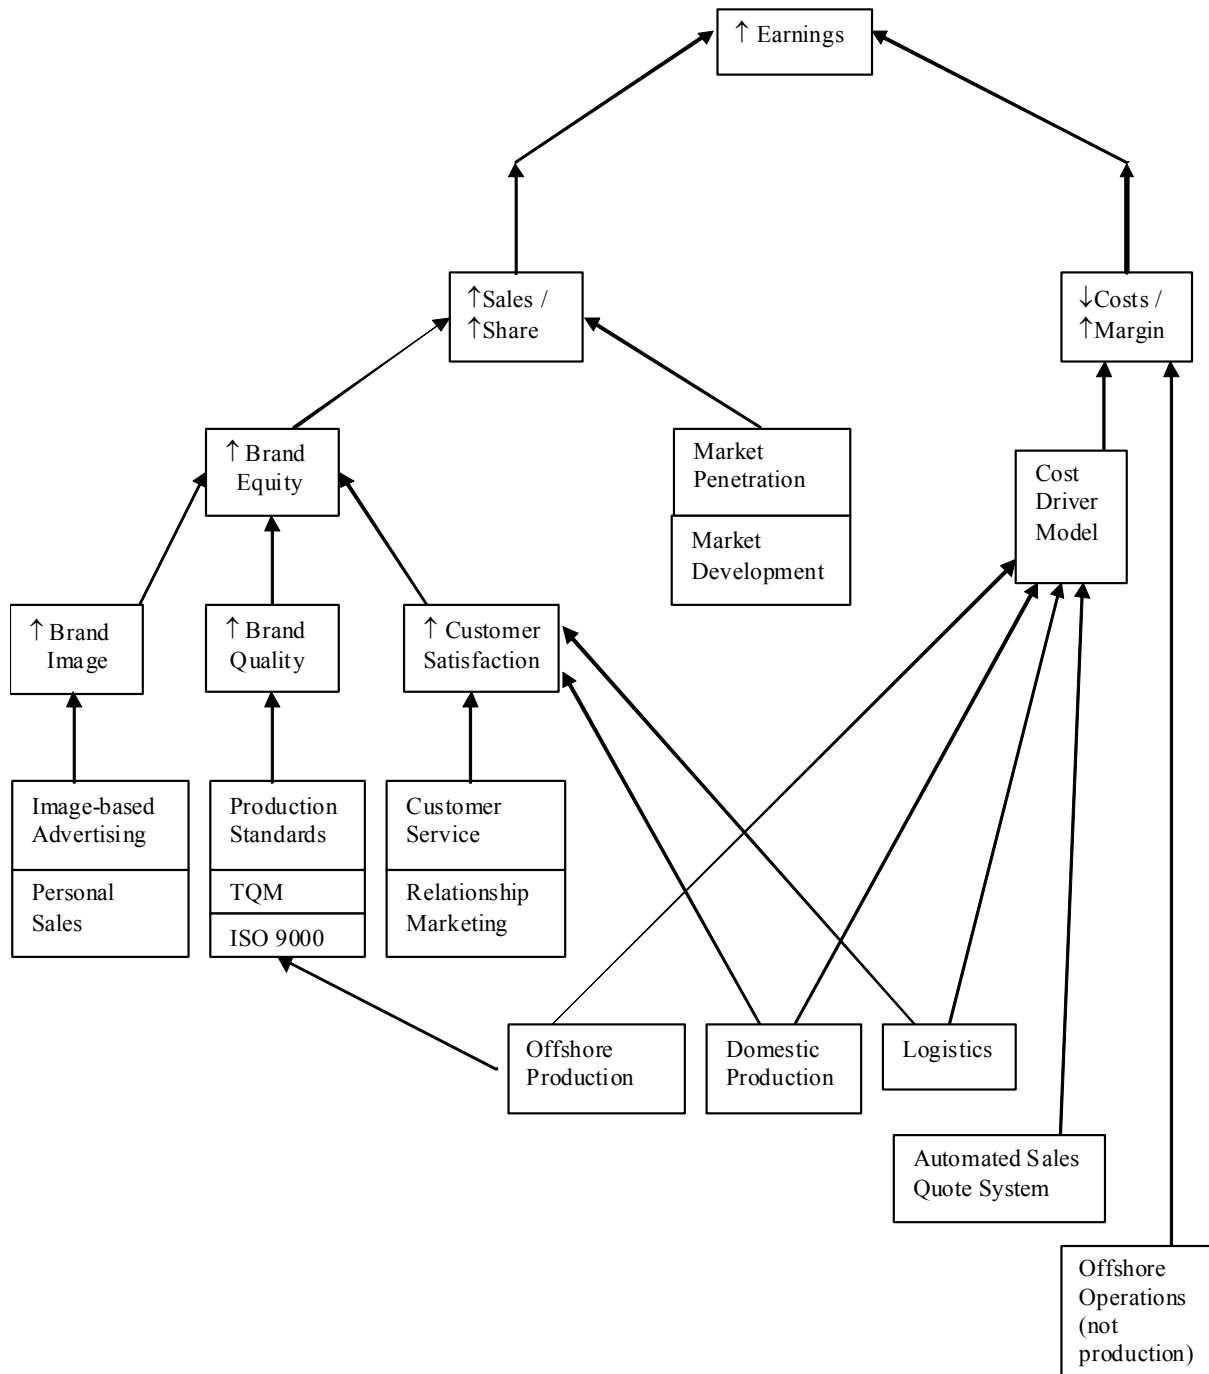 ↑ Earnings
↑Sales /
↑Share
↓Costs /
↑Margin
↑ Brand
Equity
Market
Penetration
Market
Development
Cost
Driver
Model
↑ Brand
Image
↑ Brand
Quality
↑ Customer
Satisfaction
Image-based
Advertising
Personal
Sales
Production
Standards
TQM
ISO 9000
Customer
Service
Relationship
Marketing
Offshore
Production
Domestic
Production
Logistics
Automated Sales
Quote System
Offshore
Operations
(not
production)